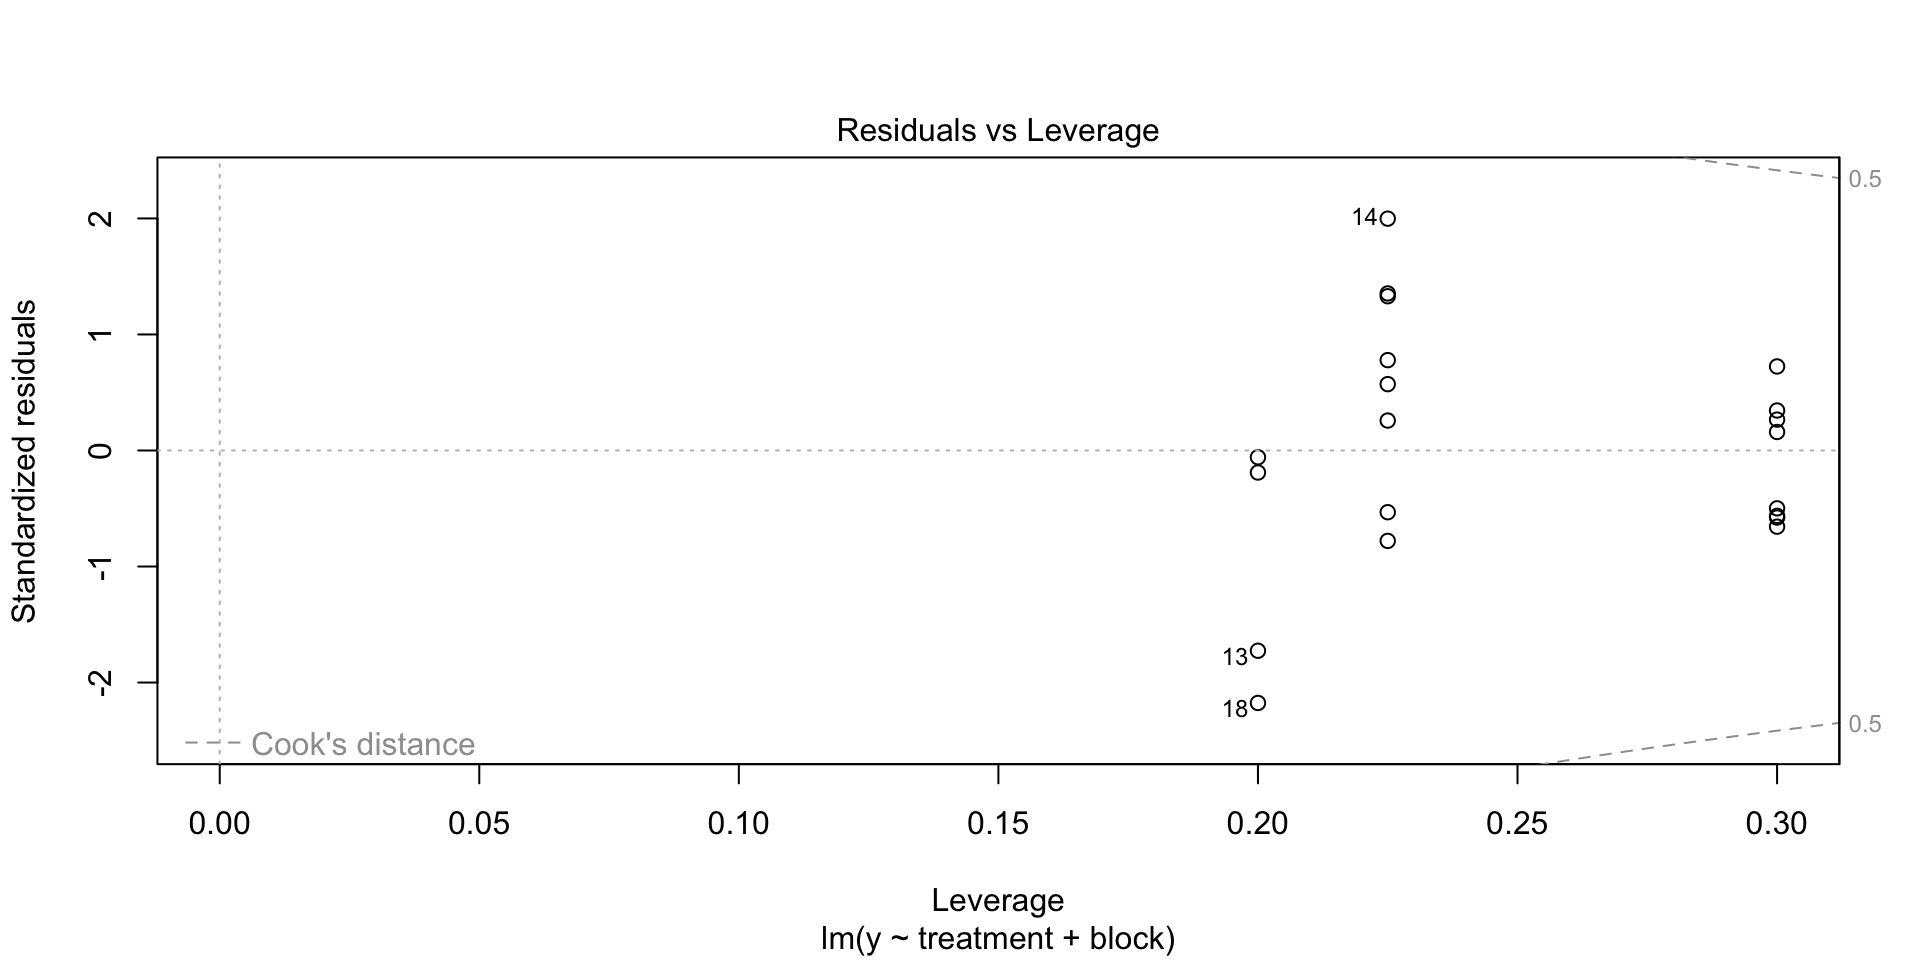 Residuals vs Leverage
Standardized residuals
2
1
0
-1
-2
14
13
18
0.5
0.5
Cook's distance
0.00 0.05 0.10 0.15 0.20 0.25 0.30
Leverage
lm(y ~ treatment + block)